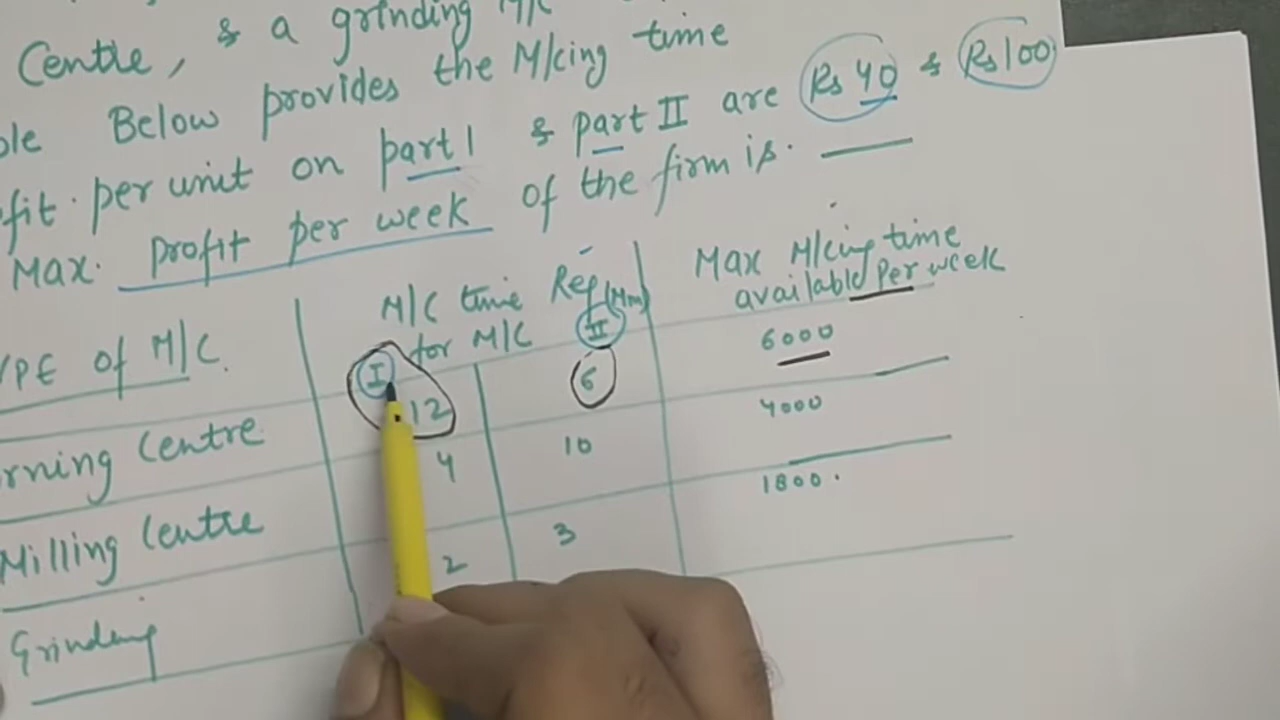 Centre, & a grinding M/C
Below provides the M/cing time
per unit on part I & part II are Rs 40 & Rs 100
Max. profit per week of the firm is.
TYPE of M/C. M/C time Req (Min) for M/C Max M/cing time available per week
I II
12 6 6000
Centre 4 10 4000
Milling Centre 2 3 1800.
Grinding